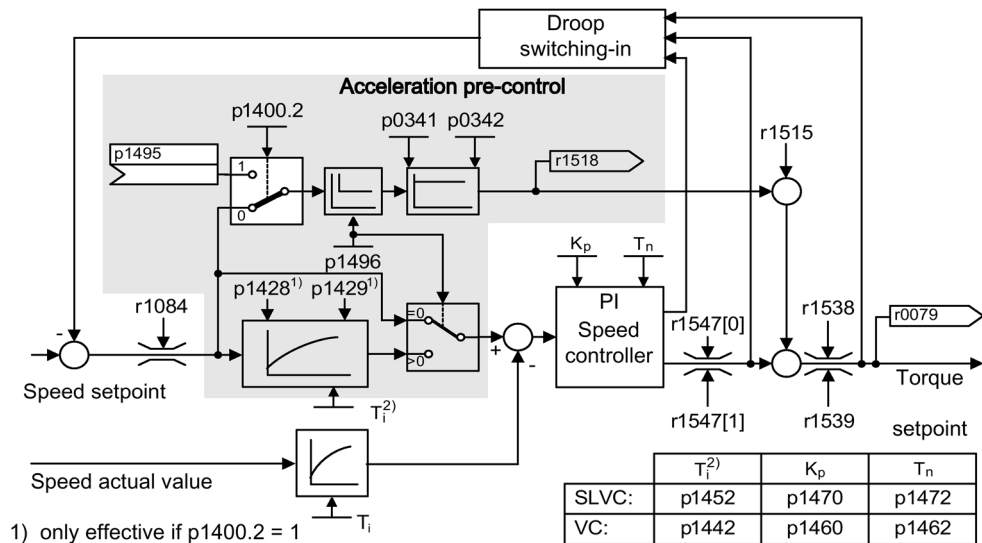 Droop
switching-in
Acceleration pre-control
p1400.2
p0341
p0342
p1495
r1518
r1515
1
0
p1496
Kp
Tn
p1428¹⁾
p1429¹⁾
r1084
=0
>0
PI
Speed
controller
r1547[0]
r1538
r0079
-
+
-
Speed setpoint
Torque
Ti²⁾
r1547[1]
r1539
setpoint
Speed actual value
Ti
Ti²⁾ Kp Tn
SLVC: p1452 p1470 p1472
VC: p1442 p1460 p1462
1) only effective if p1400.2 = 1